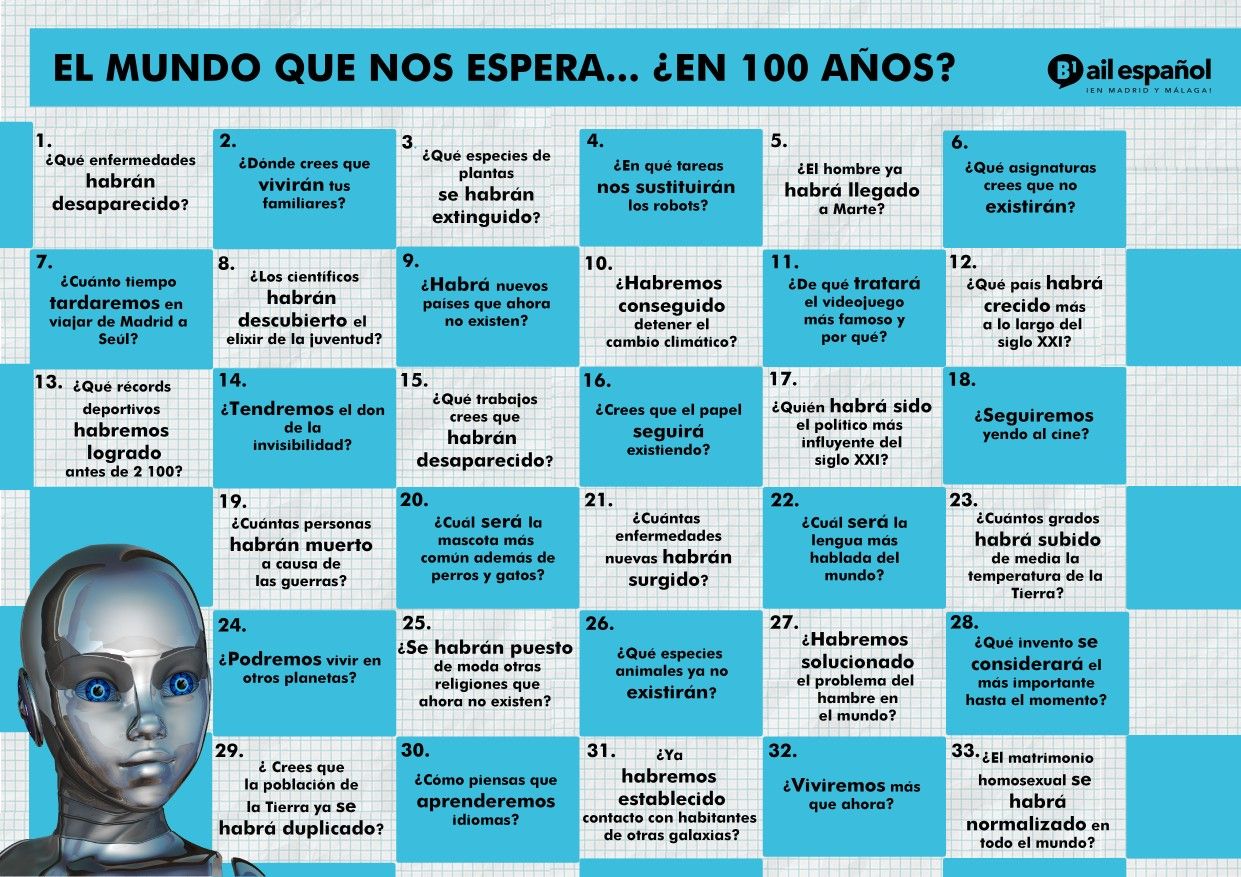 EL MUNDO QUE NOS ESPERA... ¿EN 100 AÑOS?
B1 ail español
¡EN MADRID Y MÁLAGA!
1.
¿Qué enfermedades
habrán
desaparecido?
2.
¿Dónde crees que
vivirán tus
familiares?
3
¿Qué especies de
plantas
se habrán
extinguido?
4.
¿En qué tareas
nos sustituirán
los robots?
5.
¿El hombre ya
habrá llegado
a Marte?
6.
¿Qué asignaturas
crees que no
existirán?
7.
¿Cuánto tiempo
tardaremos en
viajar de Madrid a
Seúl?
8.
¿Los científicos
habrán
descubierto el
elixir de la juventud?
9.
¿Habrá nuevos
países que ahora
no existen?
10.
¿Habremos
conseguido
detener el
cambio climático?
11.
¿De qué tratará
el videojuego
más famoso y
por qué?
12.
¿Qué país habrá
crecido más
a lo largo del
siglo XXI?
13. ¿Qué récords
deportivos
habremos
logrado
antes de 2 100?
14.
¿Tendremos el don
de la
invisibilidad?
15.
¿Qué trabajos
crees que
habrán
desaparecido?
16.
¿Crees que el papel
seguirá
existiendo?
17.
¿Quién habrá sido
el político más
influyente del
siglo XXI?
18.
¿Seguiremos
yendo al cine?
19.
¿Cuántas personas
habrán muerto
a causa de
las guerras?
20.
¿Cuál será la
mascota más
común además de
perros y gatos?
21.
¿Cuántas
enfermedades
nuevas habrán
surgido?
22.
¿Cuál será la
lengua más
hablada del
mundo?
23.
¿Cuántos grados
habrá subido
de media la
temperatura de la
Tierra?
24.
¿Podremos vivir en
otros planetas?
25.
¿Se habrán puesto
de moda otras
religiones que
ahora no existen?
26.
¿Qué especies
animales ya no
existirán?
27.
¿Habremos
solucionado
el problema del
hambre en
el mundo?
28.
¿Qué invento se
considerará el
más importante
hasta el momento?
29.
¿ Crees que
la población de
la Tierra ya se
habrá duplicado?
30.
¿Cómo piensas que
aprenderemos
idiomas?
31.
¿Ya
habremos
establecido
contacto con habitantes
de otras galaxias?
32.
¿Viviremos más
que ahora?
33. ¿El matrimonio
homosexual se
habrá
normalizado en
todo el mundo?